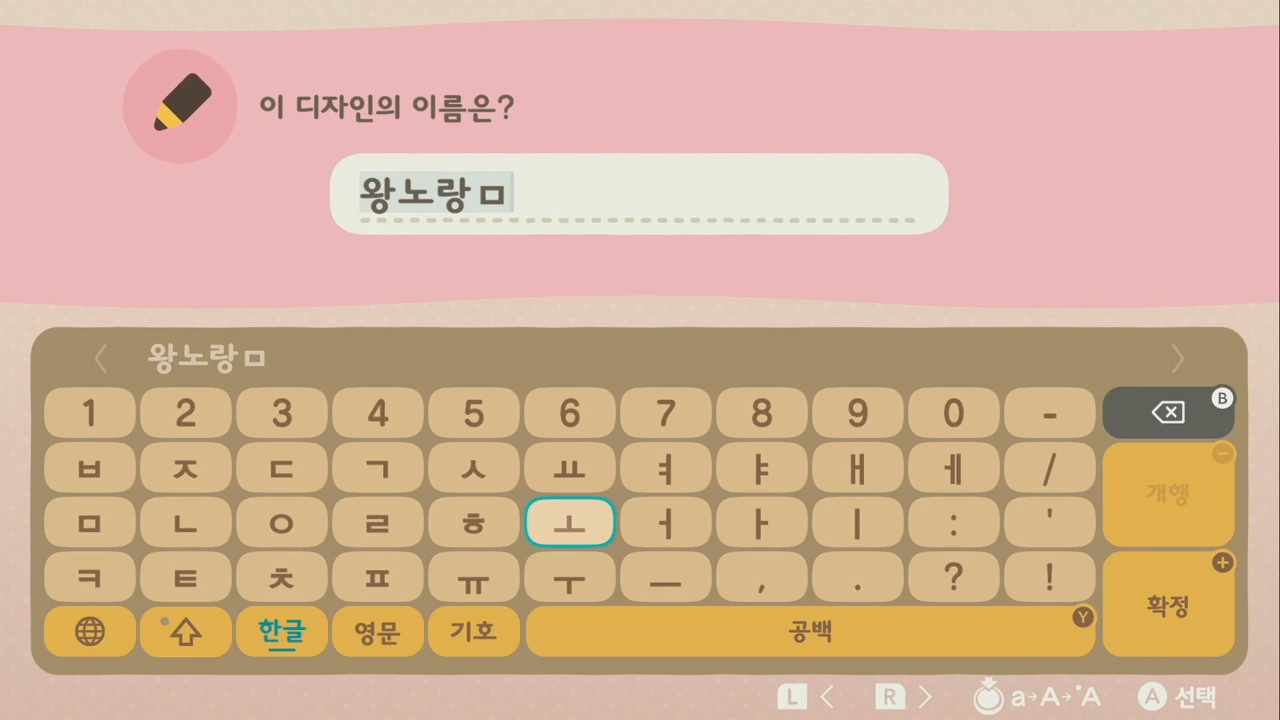 이 디자인의 이름은?
왕노랑ㅁ
왕노랑ㅁ
1 2 3 4 5 6 7 8 9 0 - B
ㅂ ㅈ ㄷ ㄱ ㅅ ㅛ ㅕ ㅑ ㅐ ㅔ /
개행
ㅁ ㄴ ㅇ ㄹ ㅎ ㅗ ㅓ ㅏ ㅣ : '
ㅋ ㅌ ㅊ ㅍ ㅠ ㅜ ㅡ , . ? !
확정
한글 영문 기호 공백 Y
L R a→A→A A 선택